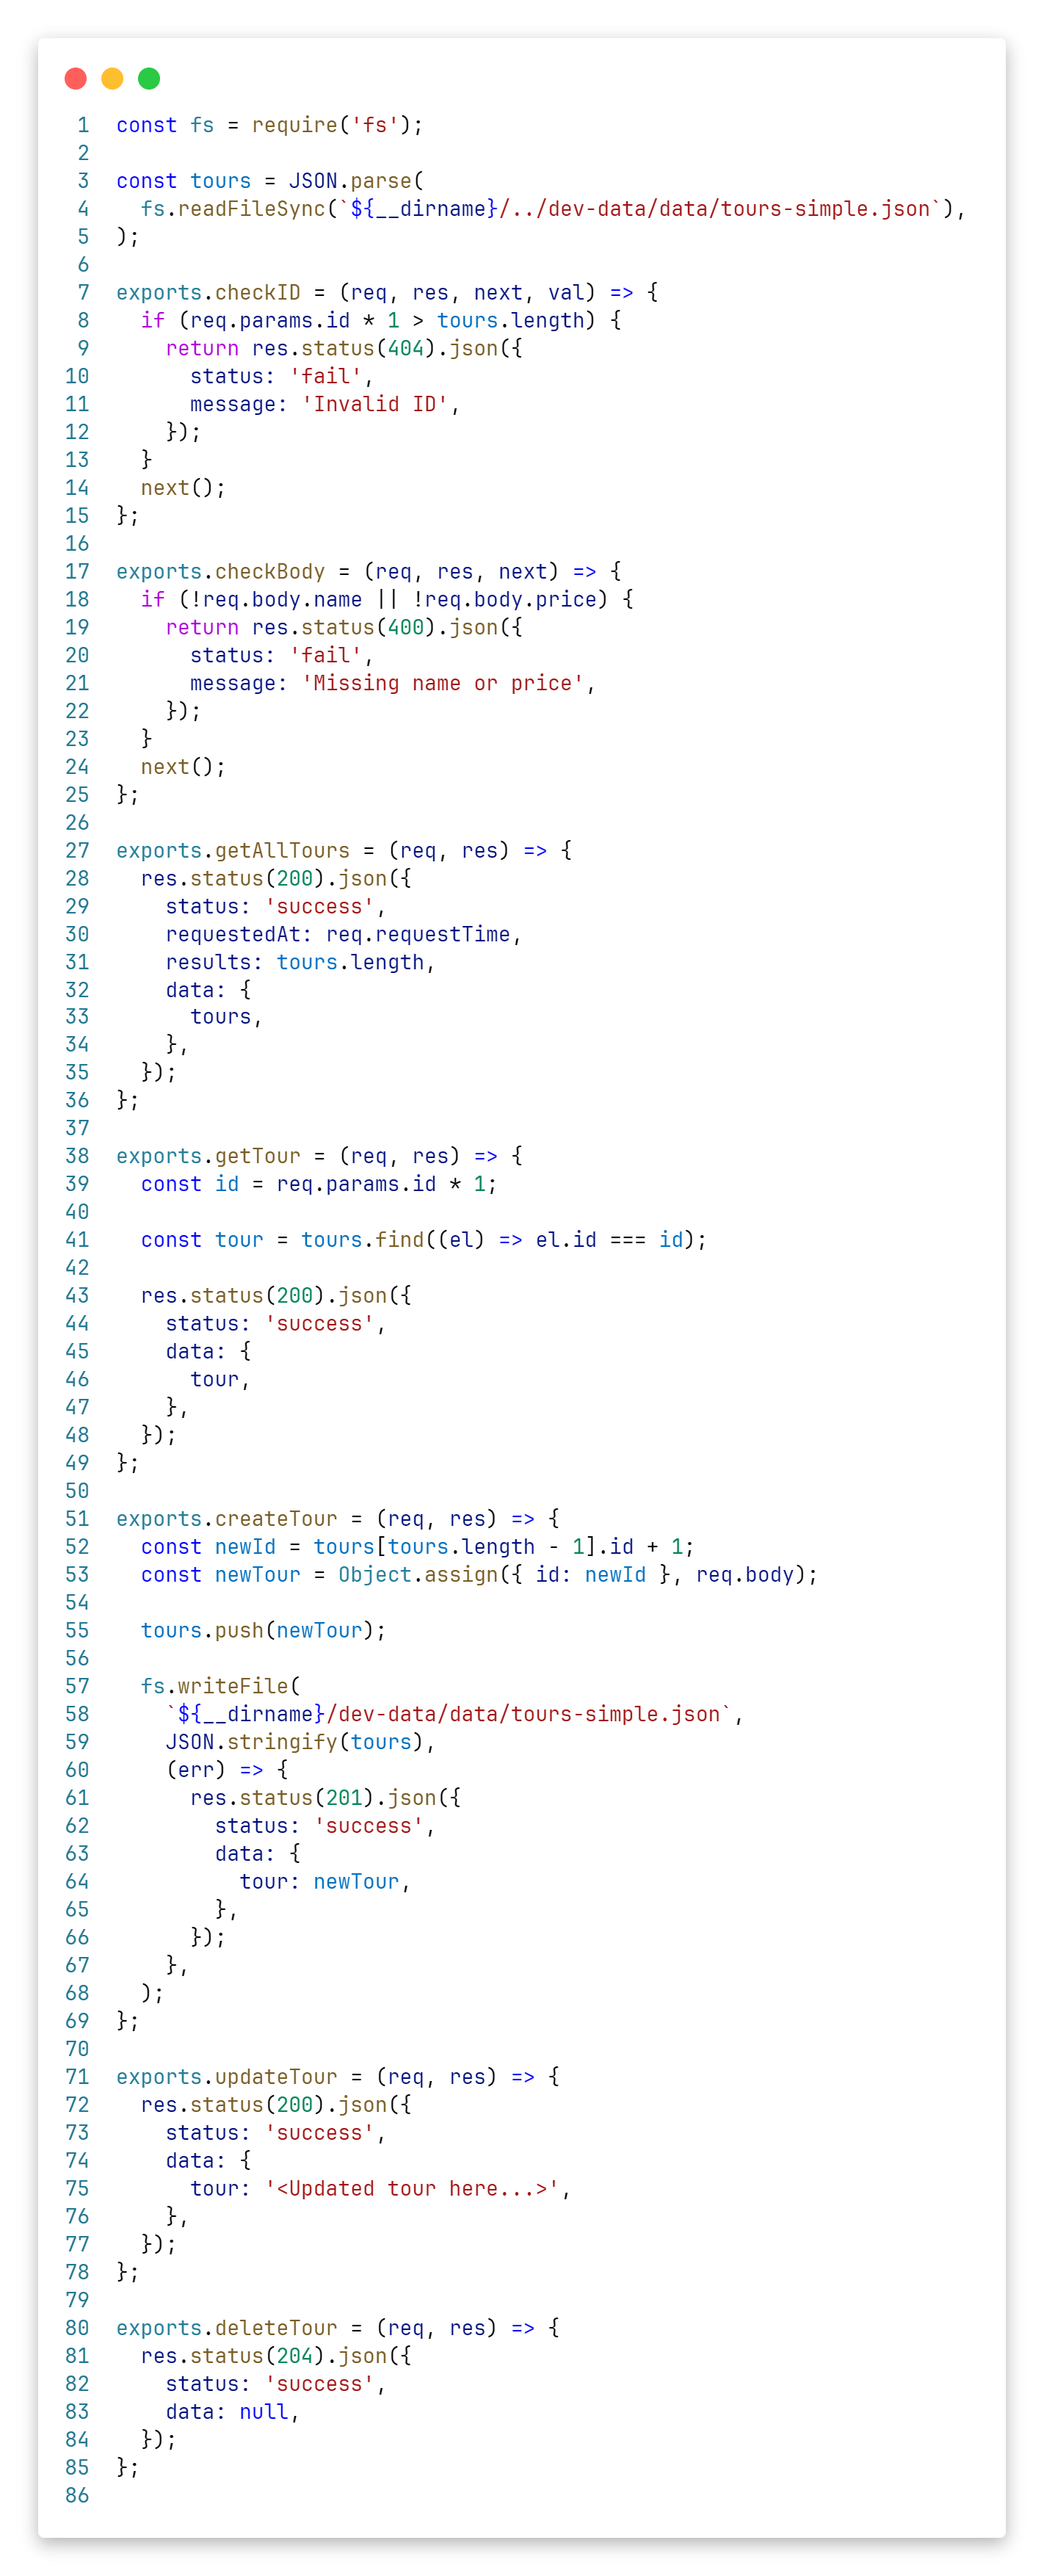 1 const fs = require('fs');
2
3 const tours = JSON.parse(
4   fs.readFileSync(`${__dirname}/../dev-data/data/tours-simple.json`),
5 );
6
7 exports.checkID = (req, res, next, val) => {
8   if (req.params.id * 1 > tours.length) {
9     return res.status(404).json({
10       status: 'fail',
11       message: 'Invalid ID',
12     });
13   }
14   next();
15 };
16
17 exports.checkBody = (req, res, next) => {
18   if (!req.body.name || !req.body.price) {
19     return res.status(400).json({
20       status: 'fail',
21       message: 'Missing name or price',
22     });
23   }
24   next();
25 };
26
27 exports.getAllTours = (req, res) => {
28   res.status(200).json({
29     status: 'success',
30     requestedAt: req.requestTime,
31     results: tours.length,
32     data: {
33       tours,
34     },
35   });
36 };
37
38 exports.getTour = (req, res) => {
39   const id = req.params.id * 1;
40
41   const tour = tours.find((el) => el.id === id);
42
43   res.status(200).json({
44     status: 'success',
45     data: {
46       tour,
47     },
48   });
49 };
50
51 exports.createTour = (req, res) => {
52   const newId = tours[tours.length - 1].id + 1;
53   const newTour = Object.assign({ id: newId }, req.body);
54
55   tours.push(newTour);
56
57   fs.writeFile(
58     `${__dirname}/dev-data/data/tours-simple.json`,
59     JSON.stringify(tours),
60     (err) => {
61       res.status(201).json({
62         status: 'success',
63         data: {
64           tour: newTour,
65         },
66       });
67     },
68   );
69 };
70
71 exports.updateTour = (req, res) => {
72   res.status(200).json({
73     status: 'success',
74     data: {
75       tour: '<Updated tour here...>',
76     },
77   });
78 };
79
80 exports.deleteTour = (req, res) => {
81   res.status(204).json({
82     status: 'success',
83     data: null,
84   });
85 };
86